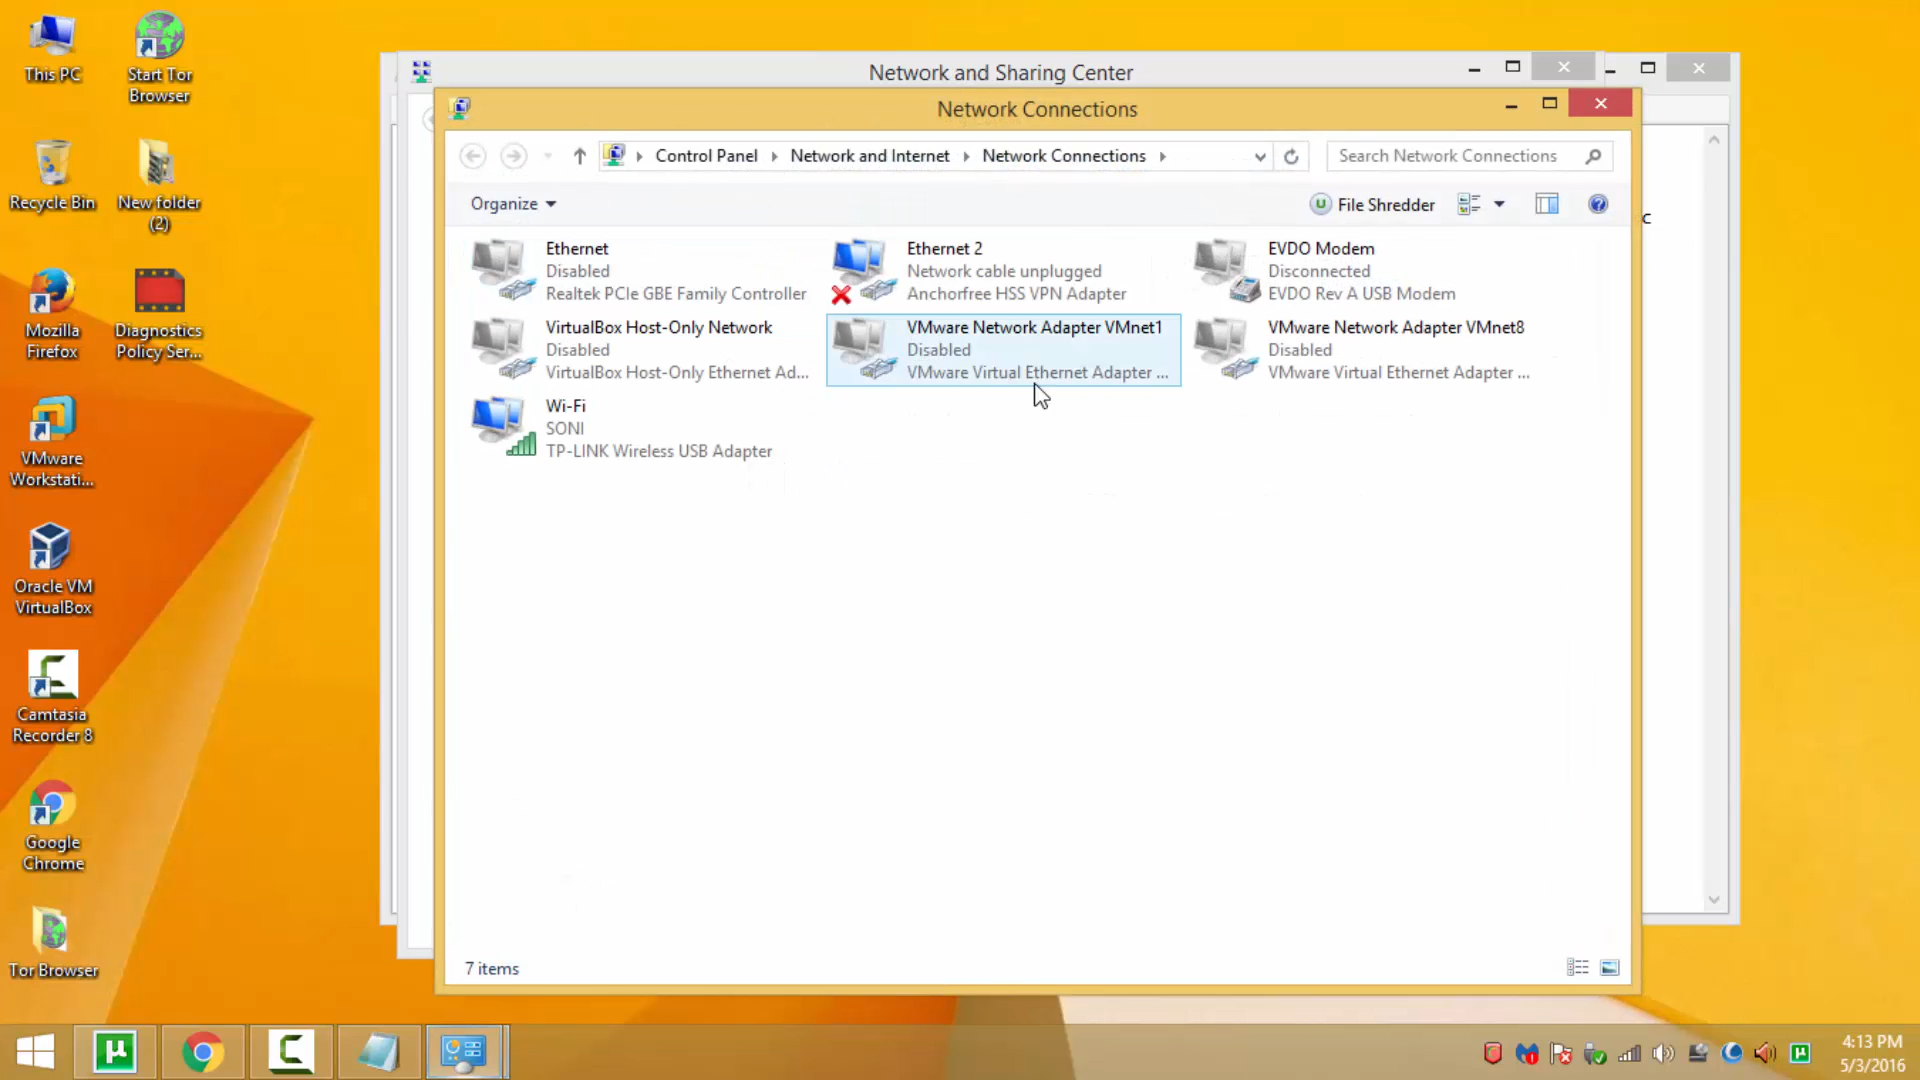 This PC
Start Tor
Browser
Recycle Bin
New folder
(2)
Mozilla
Firefox
Diagnostics
Policy Ser...
VMware
Workstati...
Oracle VM
VirtualBox
Camtasia
Recorder 8
Google
Chrome
Tor Browser
Network and Sharing Center
Network Connections
Control Panel
Network and Internet
Network Connections
Search Network Connections
Organize
File Shredder
c
Ethernet
Disabled
Realtek PCIe GBE Family Controller
Ethernet 2
Network cable unplugged
Anchorfree HSS VPN Adapter
EVDO Modem
Disconnected
EVDO Rev A USB Modem
VirtualBox Host-Only Network
Disabled
VirtualBox Host-Only Ethernet Ad...
VMware Network Adapter VMnet1
Disabled
VMware Virtual Ethernet Adapter ...
VMware Network Adapter VMnet8
Disabled
VMware Virtual Ethernet Adapter ...
Wi-Fi
SONI
TP-LINK Wireless USB Adapter
7 items
4:13 PM
5/3/2016